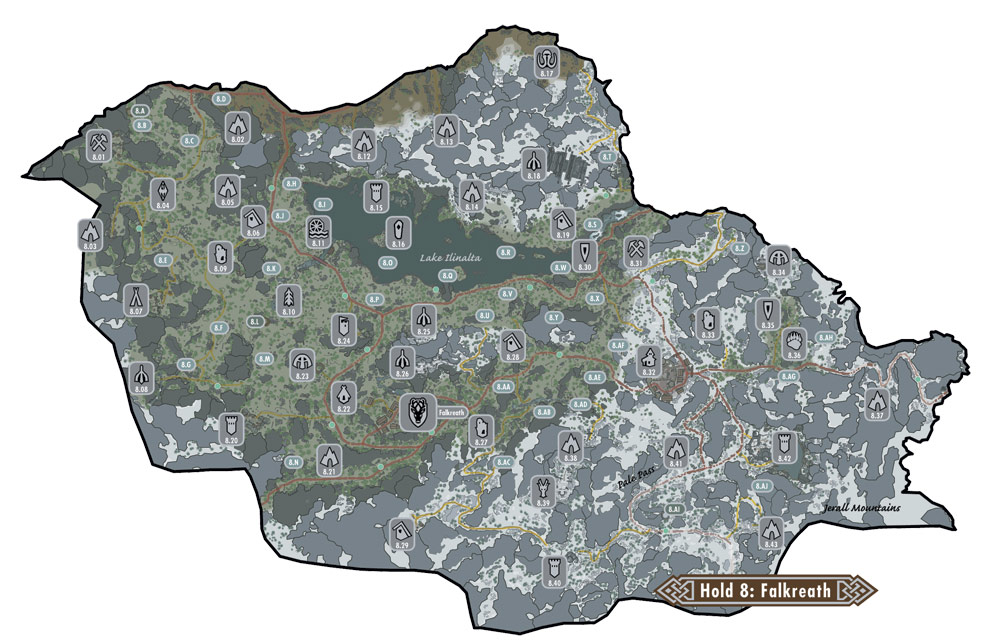 8.17
8.D
8.A
8.B
8.02
8.C
8.12
8.13
8.01
8.T
8.18
8.H
8.04
8.05
8.15
8.14
8.I
8.J
8.06
8.11
8.16
8.19
8.S
8.03
8.E
8.09
Lake Ilinalta
8.R
8.30
8.31
8.Z
8.34
8.K
8.O
8.Q
8.W
8.07
8.10
8.P
8.V
8.X
8.F
8.L
8.24
8.25
8.U
8.Y
8.33
8.35
8.36
8.AH
8.28
8.AF
8.G
8.M
8.23
8.26
8.32
8.08
8.AA
8.AE
8.AG
8.22
Falkreath
8.AB
8.AD
8.37
8.20
8.27
8.38
8.N
8.21
8.AC
8.41
8.42
Pale Pass
8.39
8.AJ
8.AI
Jerall Mountains
8.29
8.43
8.40
Hold 8: Falkreath